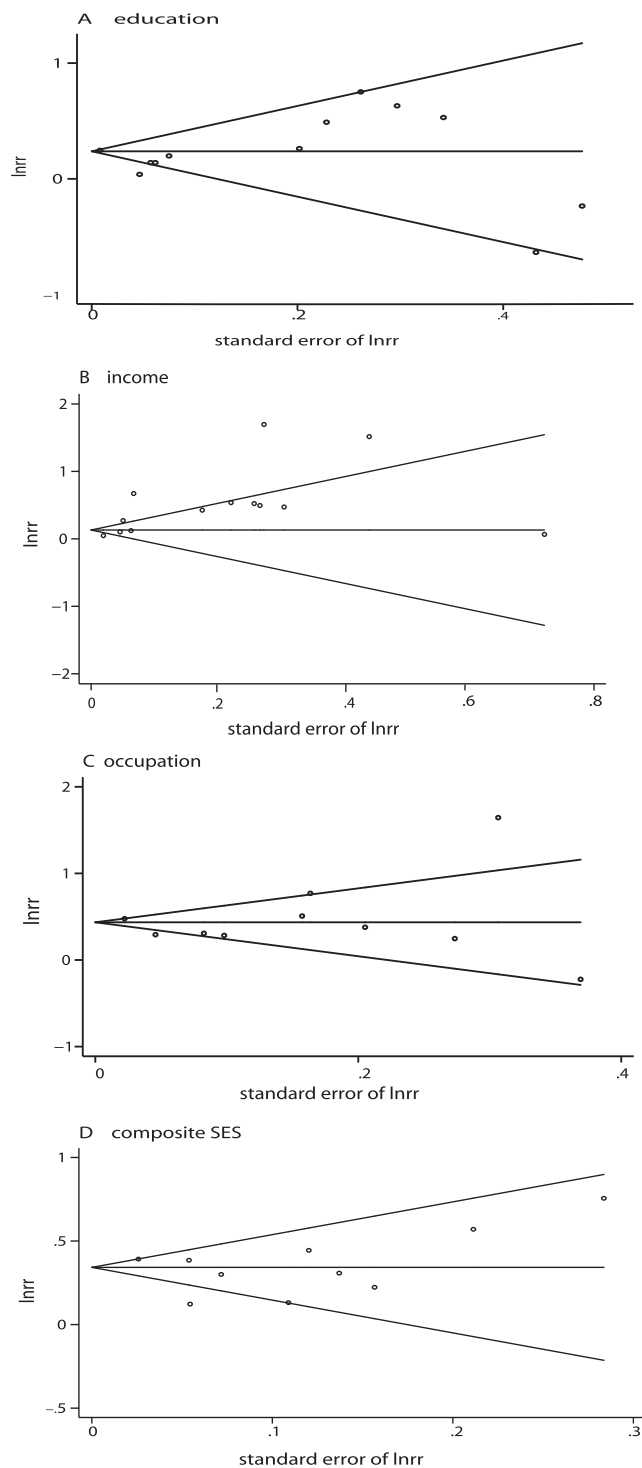 A education
1
0
−1
lnrr
0 .2 .4
standard error of lnrr
B income
2
1
0
−1
−2
lnrr
0 .2 .4 .6 .8
standard error of lnrr
C occupation
2
1
0
−1
lnrr
0 .2 .4
standard error of lnrr
D composite SES
1
.5
0
−.5
lnrr
0 .1 .2 .3
standard error of lnrr